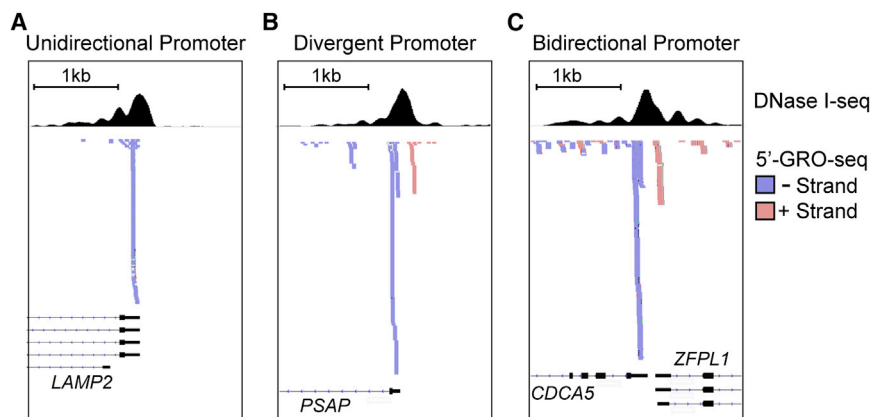 A
Unidirectional Promoter
1kb
LAMP2
B
Divergent Promoter
1kb
PSAP
C
Bidirectional Promoter
1kb
CDCA5
ZFPL1
DNase I-seq
5'-GRO-seq
- Strand
+ Strand